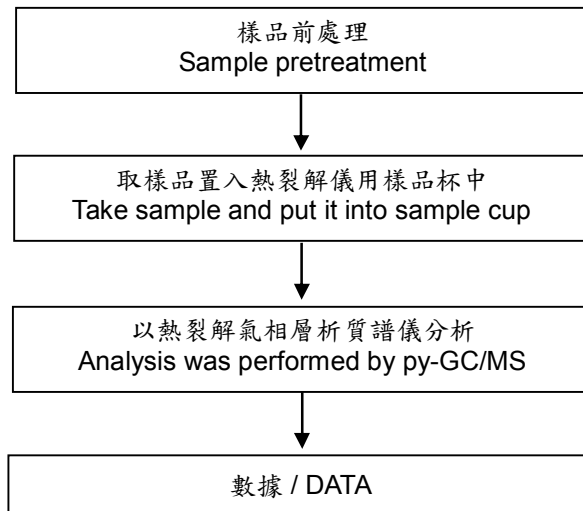 樣品前處理
Sample pretreatment
取樣品置入熱裂解儀用樣品杯中
Take sample and put it into sample cup
以熱裂解氣相層析質譜儀分析
Analysis was performed by py-GC/MS
數據 / DATA